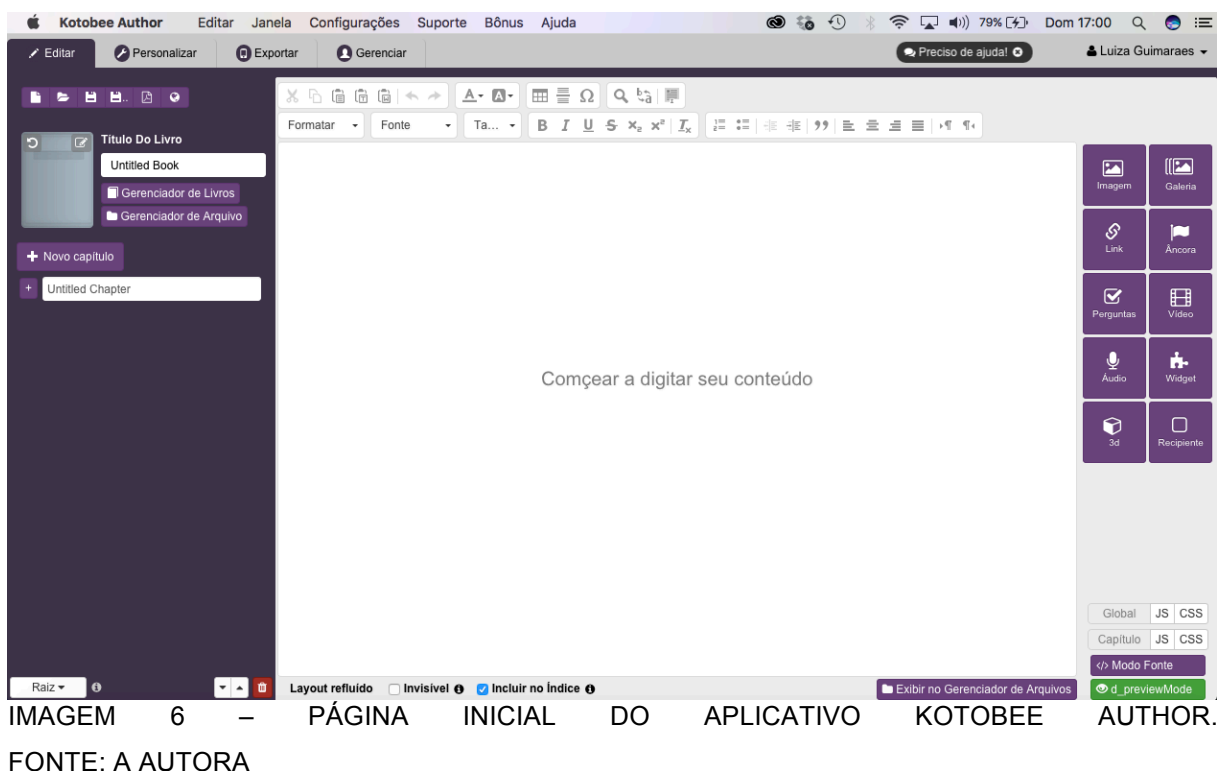 Kotobee Author Editar Janela Configurações Suporte Bônus Ajuda 79% Dom 17:00
Editar Personalizar Exportar Gerenciar Preciso de ajuda! Luiza Guimaraes
Formatar Fonte Ta... B I U S x₂ x² Tx
Título Do Livro
Untitled Book
Gerenciador de Livros
Gerenciador de Arquivo
+ Novo capítulo
+ Untitled Chapter
Comçear a digitar seu conteúdo
Imagem Galeria
Link Âncora
Perguntas Vídeo
Áudio Widget
3d Recipiente
Global JS CSS
Capítulo JS CSS
</> Modo Fonte
Raiz Layout refluido Invisível Incluir no Índice Exibir no Gerenciador de Arquivos d_previewMode
IMAGEM 6 – PÁGINA INICIAL DO APLICATIVO KOTOBEE AUTHOR.
FONTE: A AUTORA